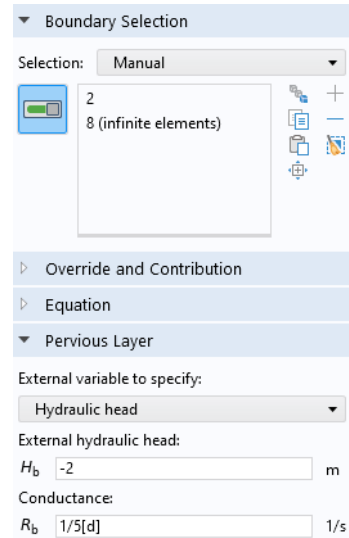 Boundary Selection
Selection: Manual
2
8 (infinite elements)
Override and Contribution
Equation
Pervious Layer
External variable to specify:
Hydraulic head
External hydraulic head:
Hb -2 m
Conductance:
Rb 1/5[d] 1/s